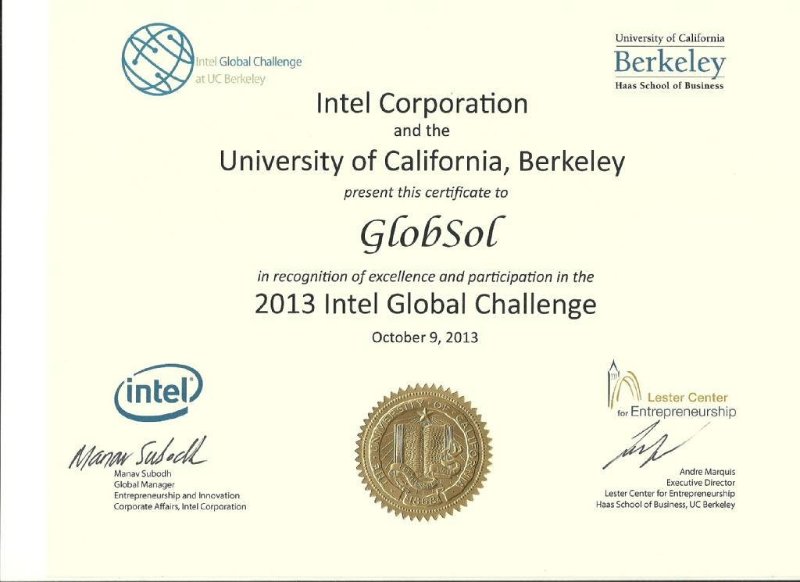 Intel Global Challenge
at UC Berkeley
University of California
Berkeley
Haas School of Business
Intel Corporation
and the
University of California, Berkeley
present this certificate to
GlobSol
in recognition of excellence and participation in the
2013 Intel Global Challenge
October 9, 2013
intel
Manav Subodh
Manav Subodh
Global Manager
Entrepreneurship and Innovation
Corporate Affairs, Intel Corporation
Lester Center
for Entrepreneurship
Andre Marquis
Executive Director
Lester Center for Entrepreneurship
Haas School of Business, UC Berkeley